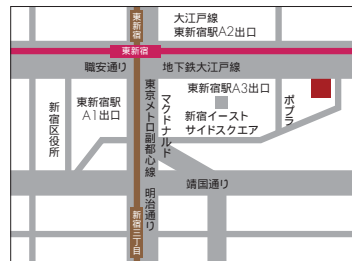 東新宿
大江戸線
東新宿駅A2出口
東新宿
職安通り
地下鉄大江戸線
東新宿駅
A1出口
東新宿駅A3出口
新宿イースト
サイドスクエア
新宿区役所
東京メトロ副都心線
明治通り
マクドナルド
ポプラ
靖国通り
新宿三丁目